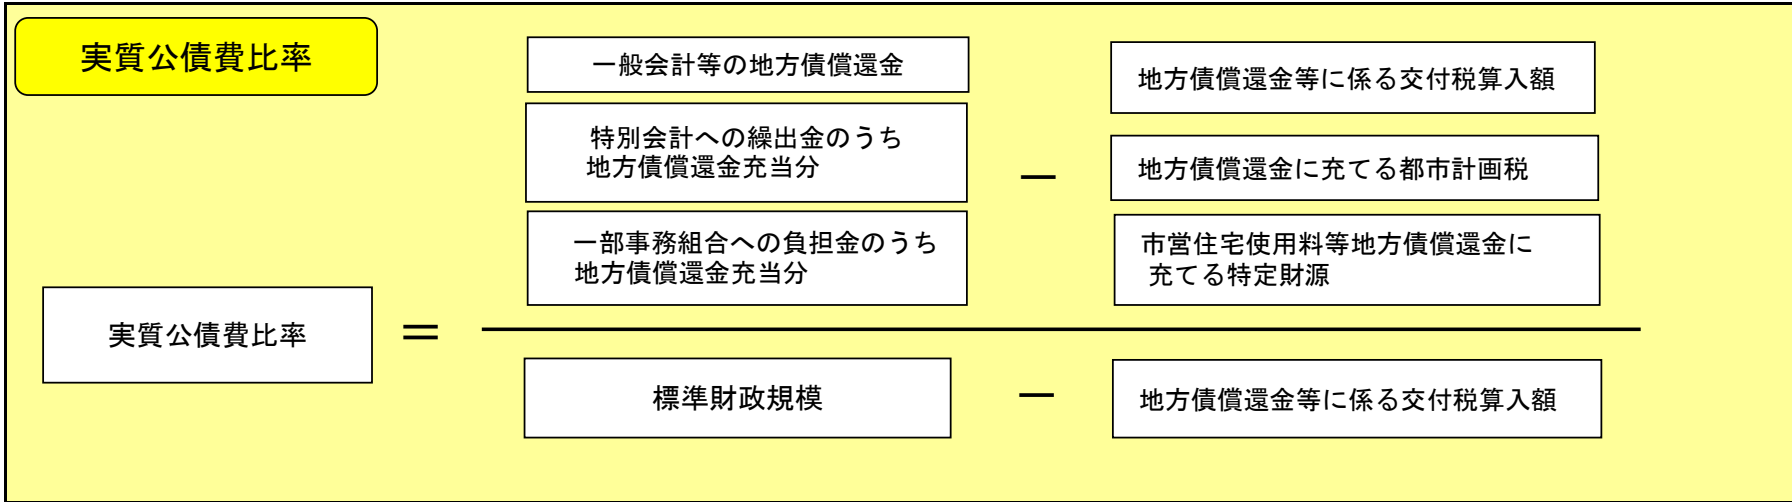 実質公債費比率
一般会計等の地方債償還金
特別会計への繰出金のうち
地方債償還金充当分
一部事務組合への負担金のうち
地方債償還金充当分
－
地方債償還金等に係る交付税算入額
地方債償還金に充てる都市計画税
市営住宅使用料等地方債償還金に
充てる特定財源
実質公債費比率
＝
標準財政規模
－
地方債償還金等に係る交付税算入額